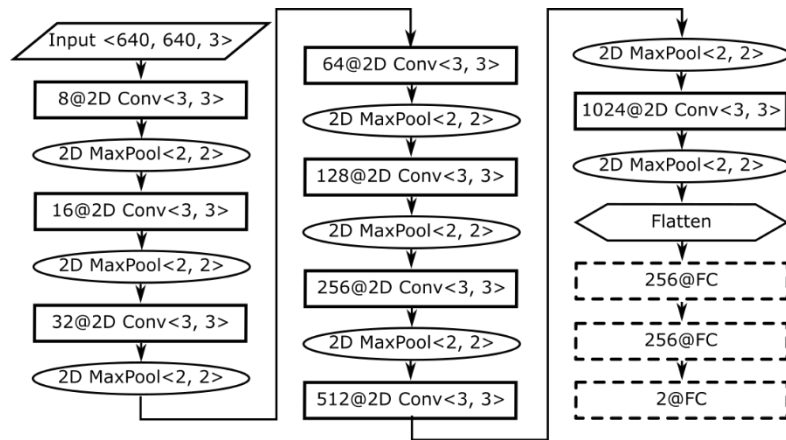 Input <640, 640, 3>
8@2D Conv<3, 3>
2D MaxPool<2, 2>
16@2D Conv<3, 3>
2D MaxPool<2, 2>
32@2D Conv<3, 3>
2D MaxPool<2, 2>
64@2D Conv<3, 3>
2D MaxPool<2, 2>
128@2D Conv<3, 3>
2D MaxPool<2, 2>
256@2D Conv<3, 3>
2D MaxPool<2, 2>
512@2D Conv<3, 3>
2D MaxPool<2, 2>
1024@2D Conv<3, 3>
2D MaxPool<2, 2>
Flatten
256@FC
256@FC
2@FC